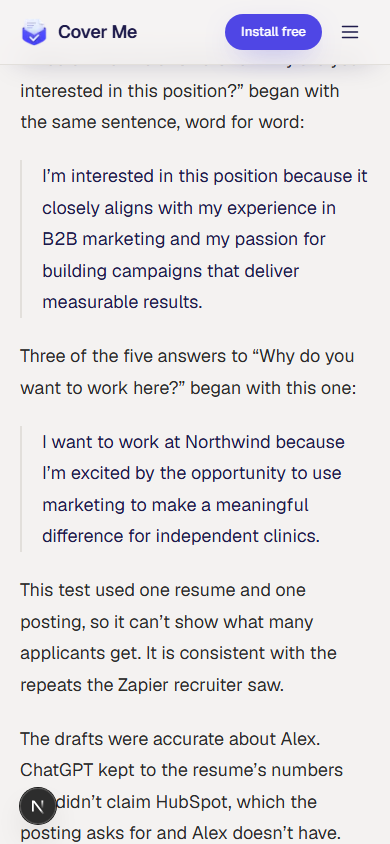 Cover Me
Install free
interested in this position?” began with
the same sentence, word for word:
I’m interested in this position because it
closely aligns with my experience in
B2B marketing and my passion for
building campaigns that deliver
measurable results.
Three of the five answers to “Why do you
want to work here?” began with this one:
I want to work at Northwind because
I’m excited by the opportunity to use
marketing to make a meaningful
difference for independent clinics.
This test used one resume and one
posting, so it can’t show what many
applicants get. It is consistent with the
repeats the Zapier recruiter saw.
The drafts were accurate about Alex.
ChatGPT kept to the resume’s numbers
N didn’t claim HubSpot, which the
posting asks for and Alex doesn’t have.